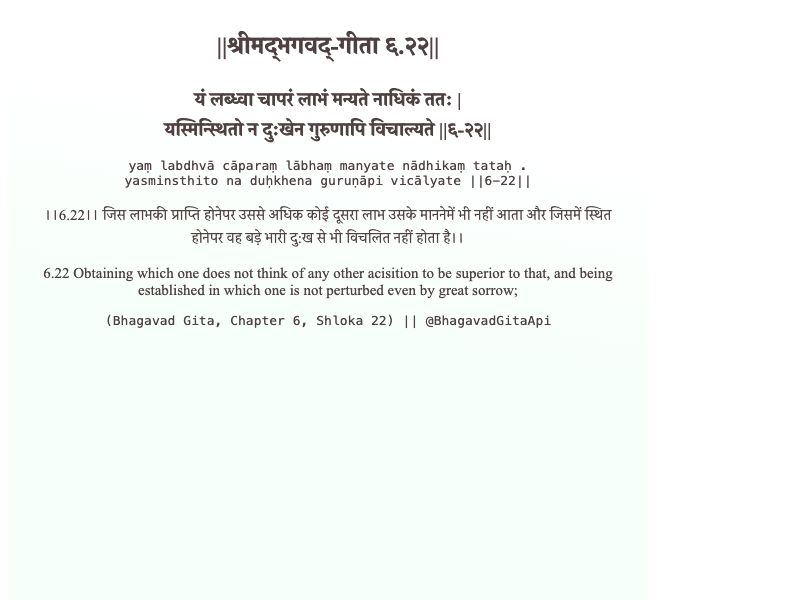 ||श्रीमद्‍भगवद्‍-गीता ६.२२||
यं लब्ध्वा चापरं लाभं मन्यते नाधिकं ततः |
यस्मिन्स्थितो न दुःखेन गुरुणापि विचाल्यते ||६-२२||
yaṃ labdhvā cāparaṃ lābhaṃ manyate nādhikaṃ tataḥ .
yasminsthito na duḥkhena guruṇāpi vicālyate ||6-22||
।।6.22।। जिस लाभकी प्राप्ति होनेपर उससे अधिक कोई दूसरा लाभ उसके माननेमें भी नहीं आता और जिसमें स्थित
होनेपर वह बड़े भारी दु:ख से भी विचलित नहीं होता है।।
6.22 Obtaining which one does not think of any other acisition to be superior to that, and being
established in which one is not perturbed even by great sorrow;
(Bhagavad Gita, Chapter 6, Shloka 22) || @BhagavadGitaApi